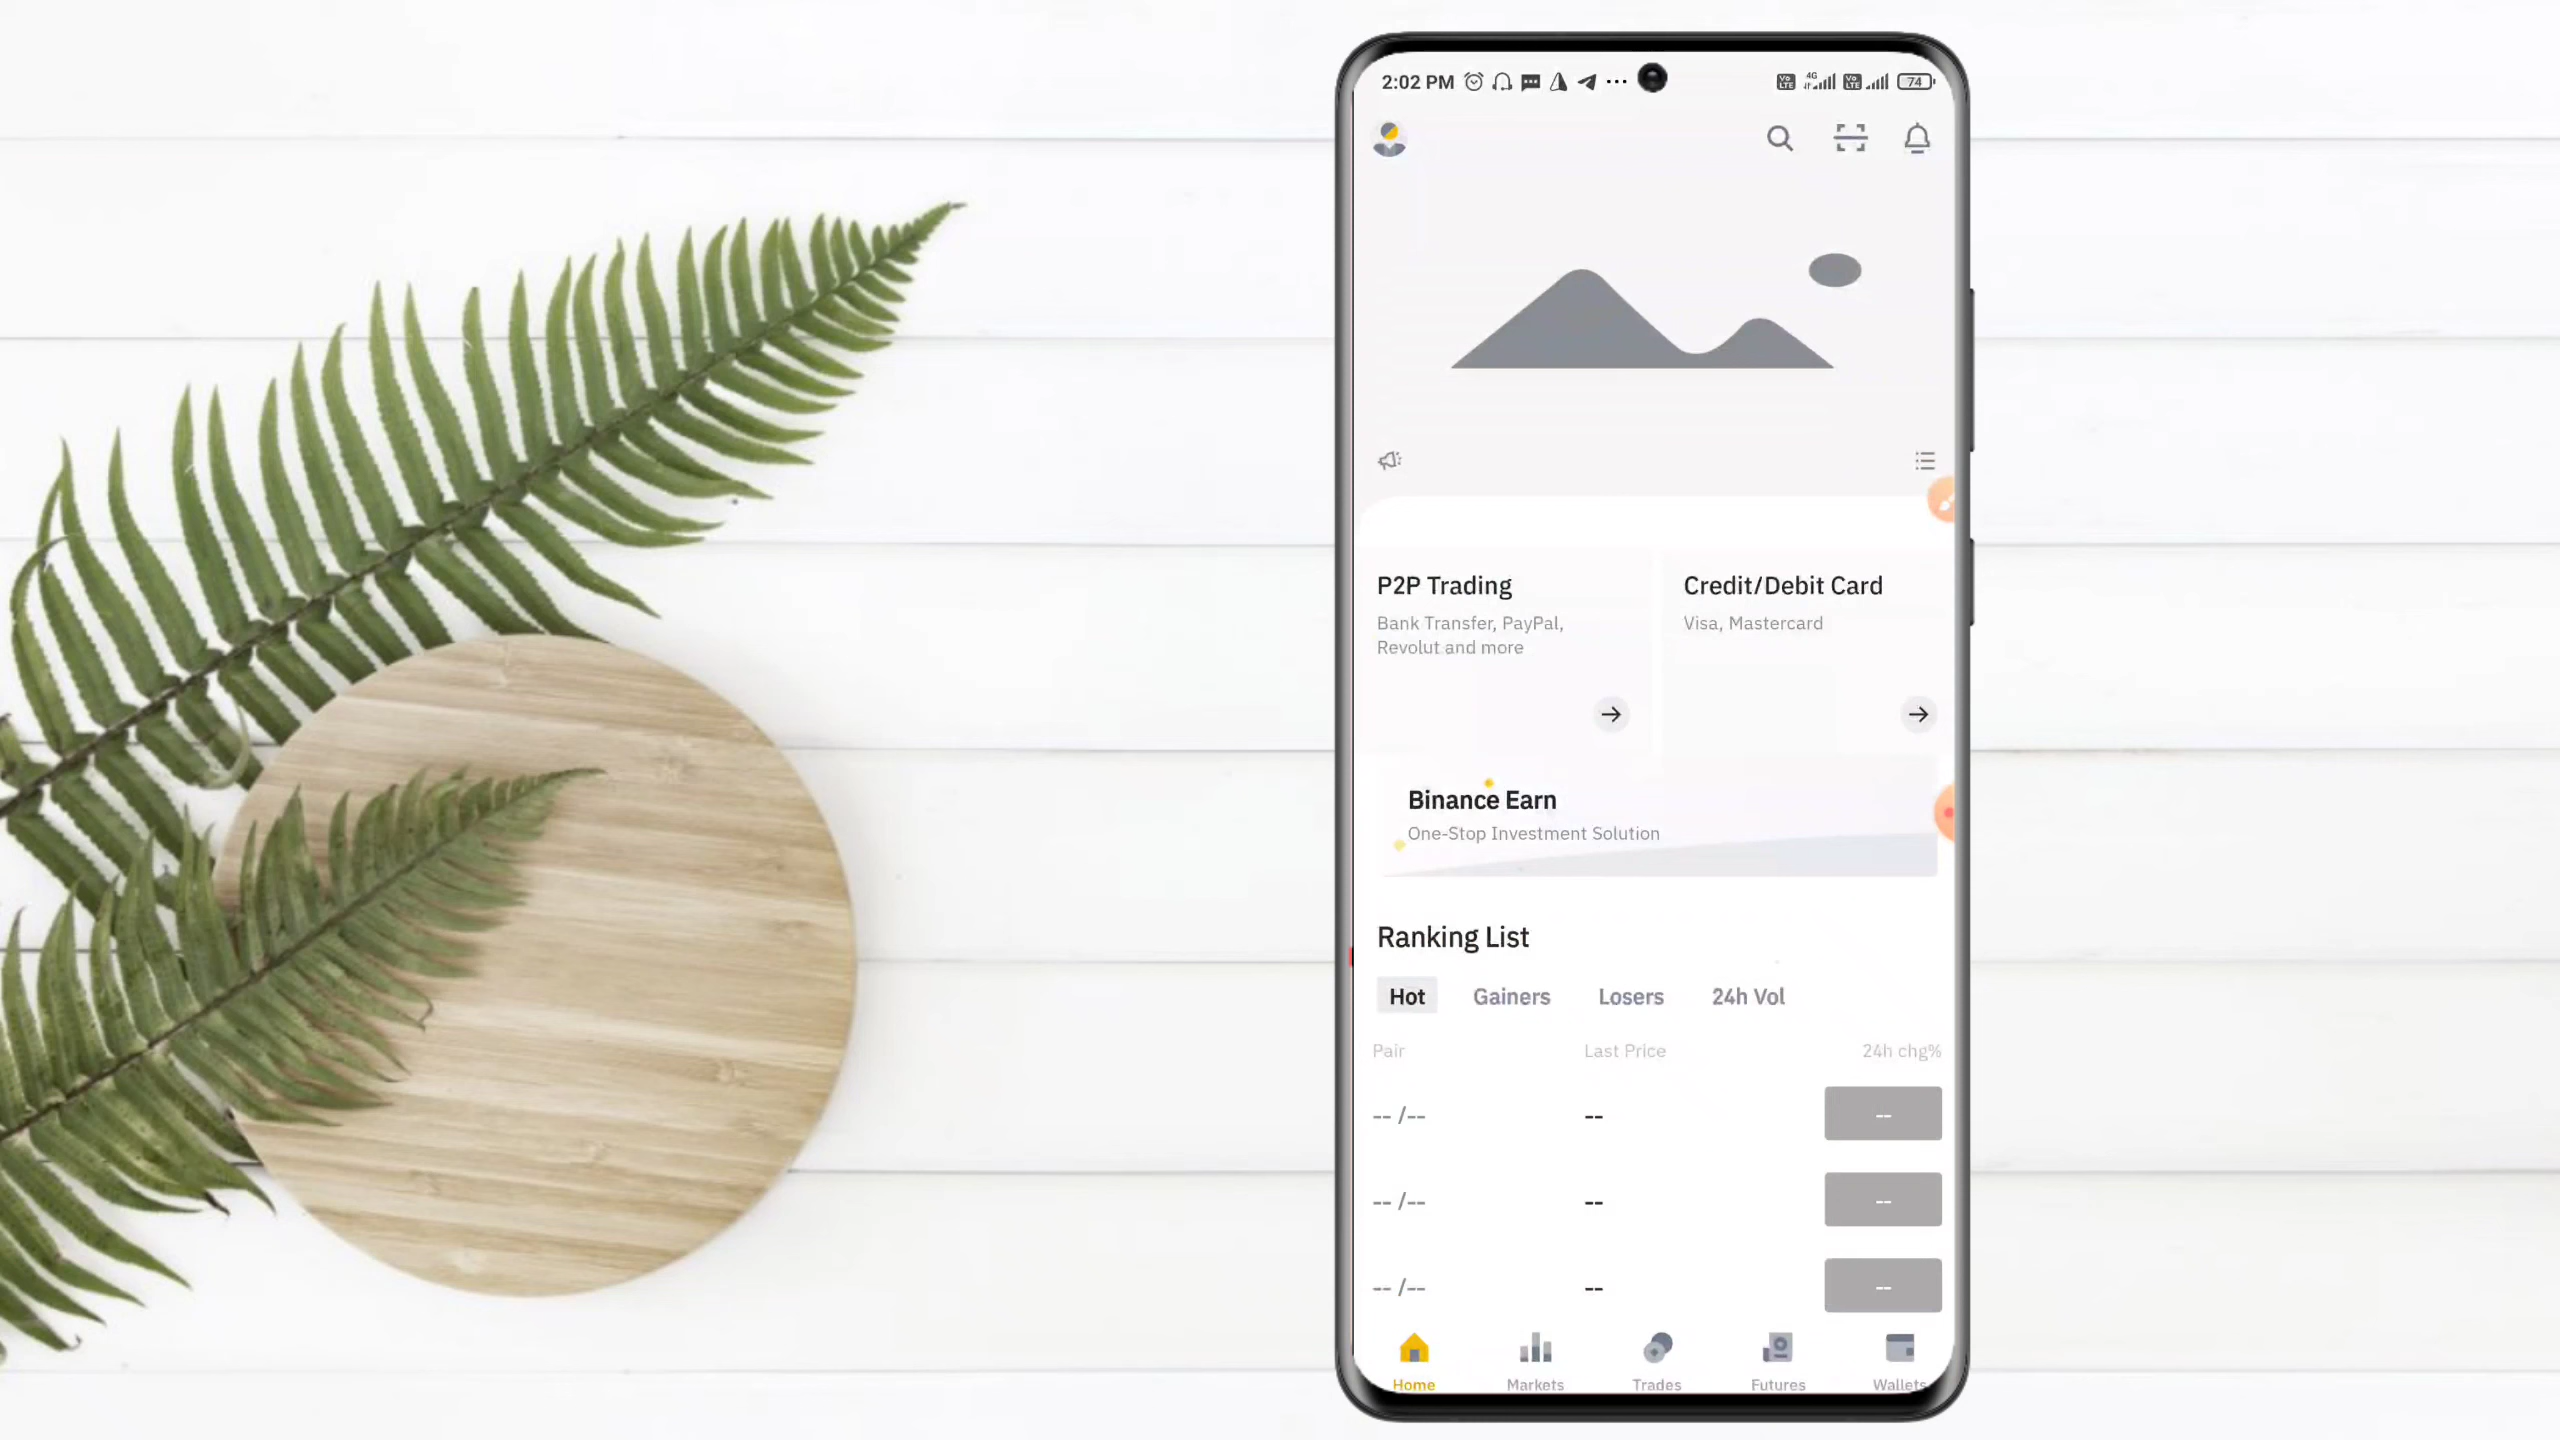 2:02 PM
4G
74
P2P Trading
Bank Transfer, PayPal,
Revolut and more
Credit/Debit Card
Visa, Mastercard
Binance Earn
One-Stop Investment Solution
Ranking List
Hot Gainers Losers 24h Vol
Pair Last Price 24h chg%
-- /-- -- --
-- /-- -- --
-- /-- -- --
Home Markets Trades Futures Wallets